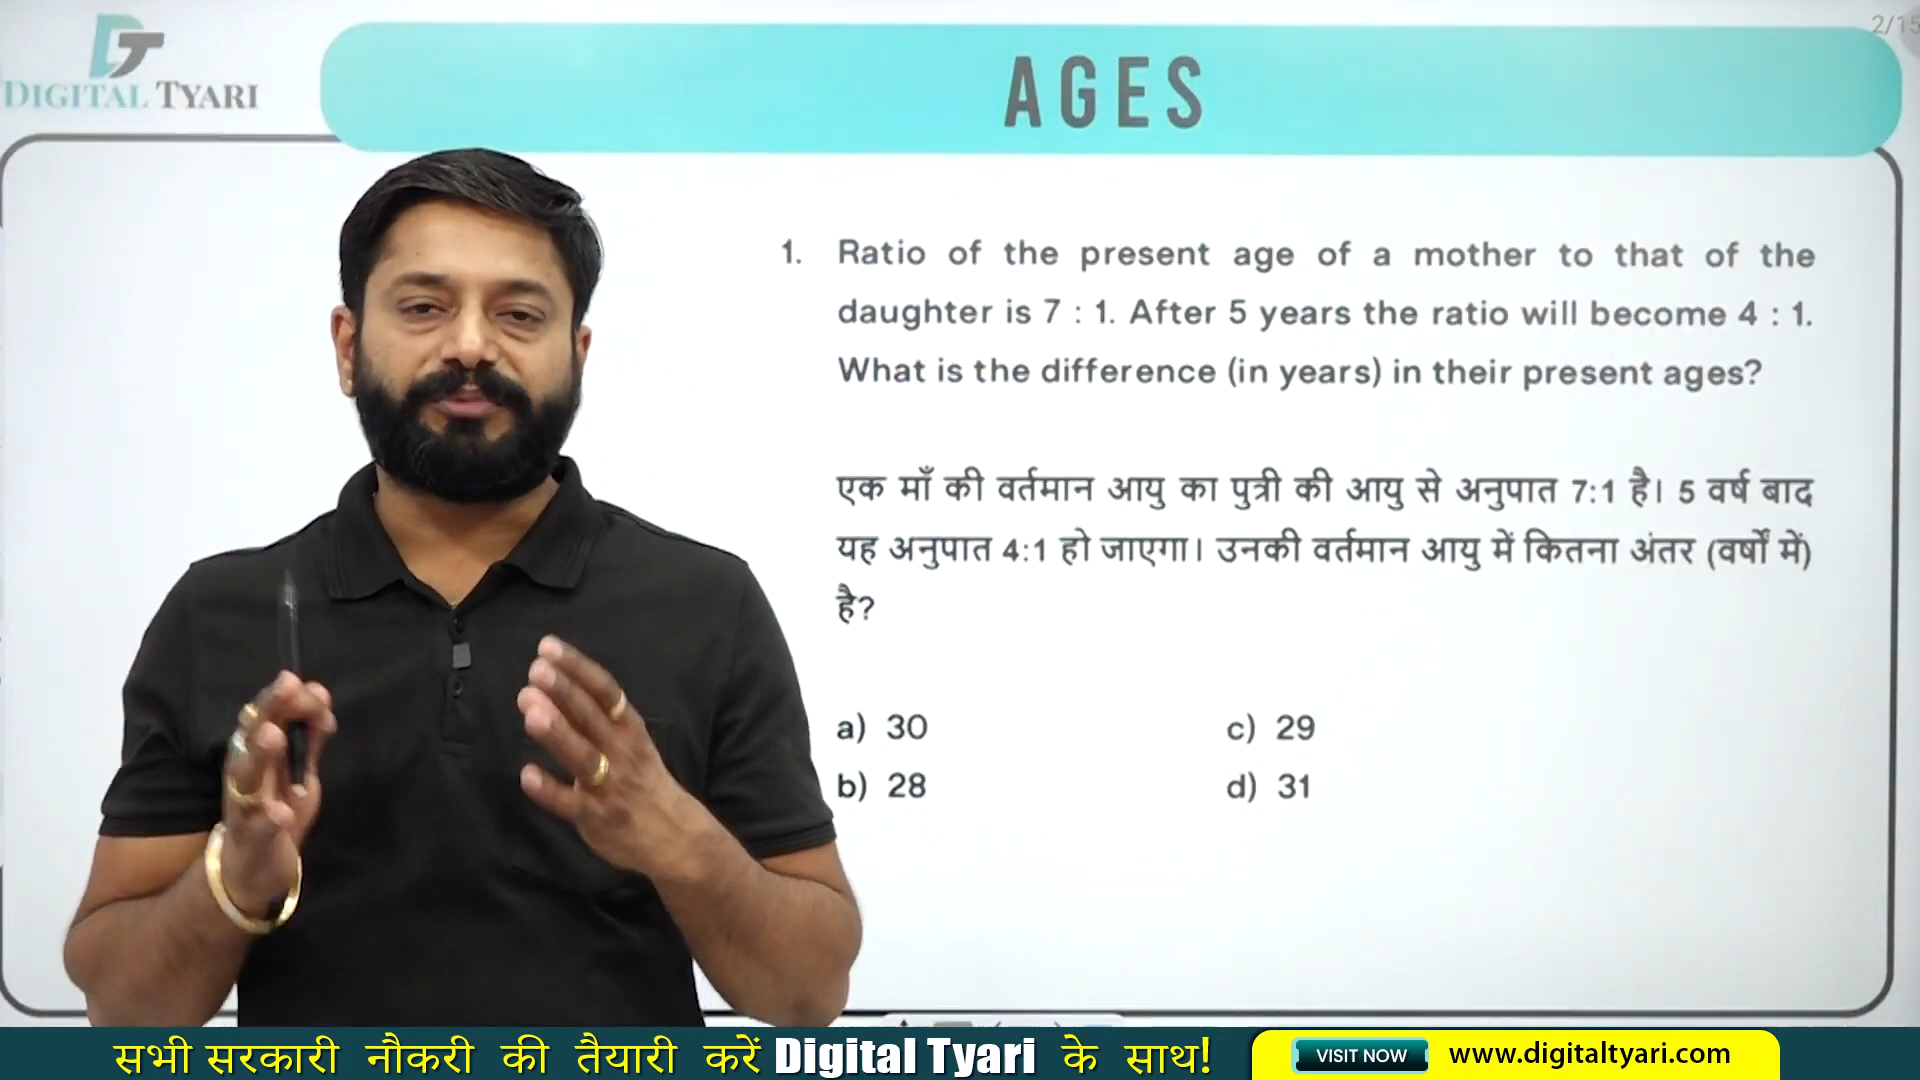 DT
DIGITAL TYARI
2/15
AGES
1. Ratio of the present age of a mother to that of the
daughter is 7 : 1. After 5 years the ratio will become 4 : 1.
What is the difference (in years) in their present ages?
एक माँ की वर्तमान आयु का पुत्री की आयु से अनुपात 7:1 है। 5 वर्ष बाद
यह अनुपात 4:1 हो जाएगा। उनकी वर्तमान आयु में कितना अंतर (वर्षों में)
है?
a) 30 c) 29
b) 28 d) 31
सभी सरकारी नौकरी की तैयारी करें Digital Tyari के साथ!
VISIT NOW www.digitaltyari.com